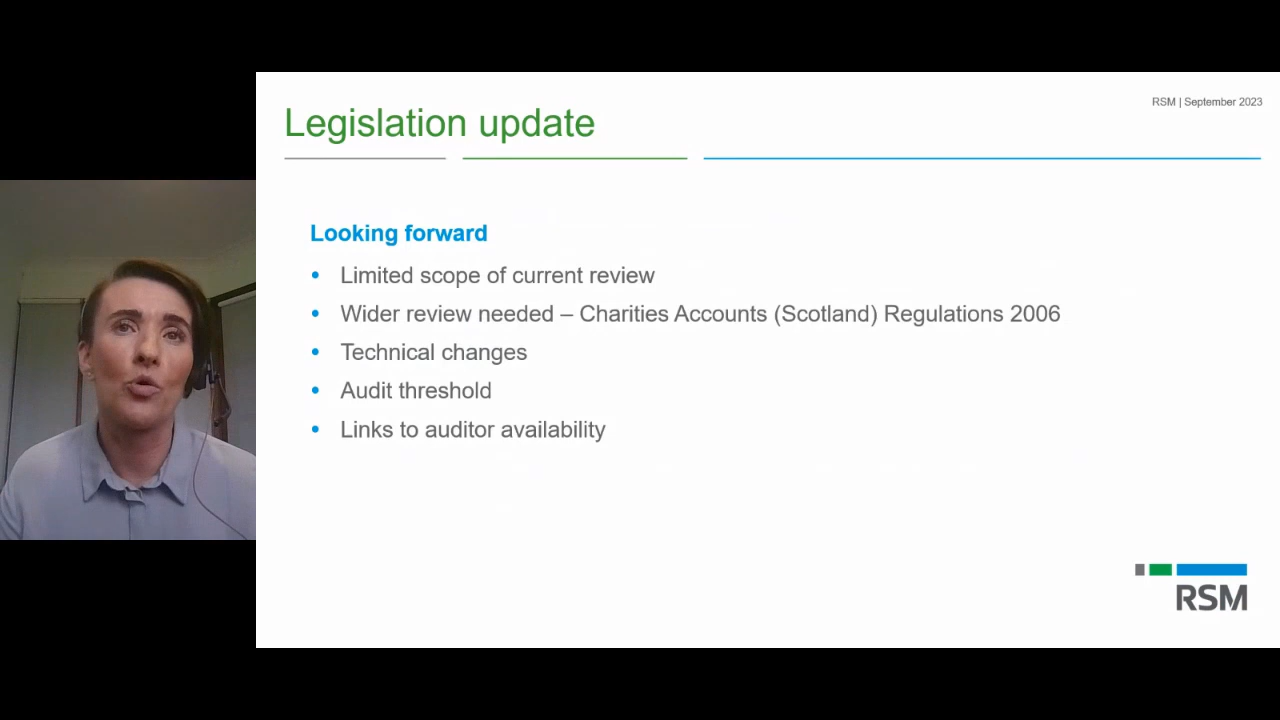 RSM | September 2023
Legislation update
Looking forward
• Limited scope of current review
• Wider review needed – Charities Accounts (Scotland) Regulations 2006
• Technical changes
• Audit threshold
• Links to auditor availability
RSM